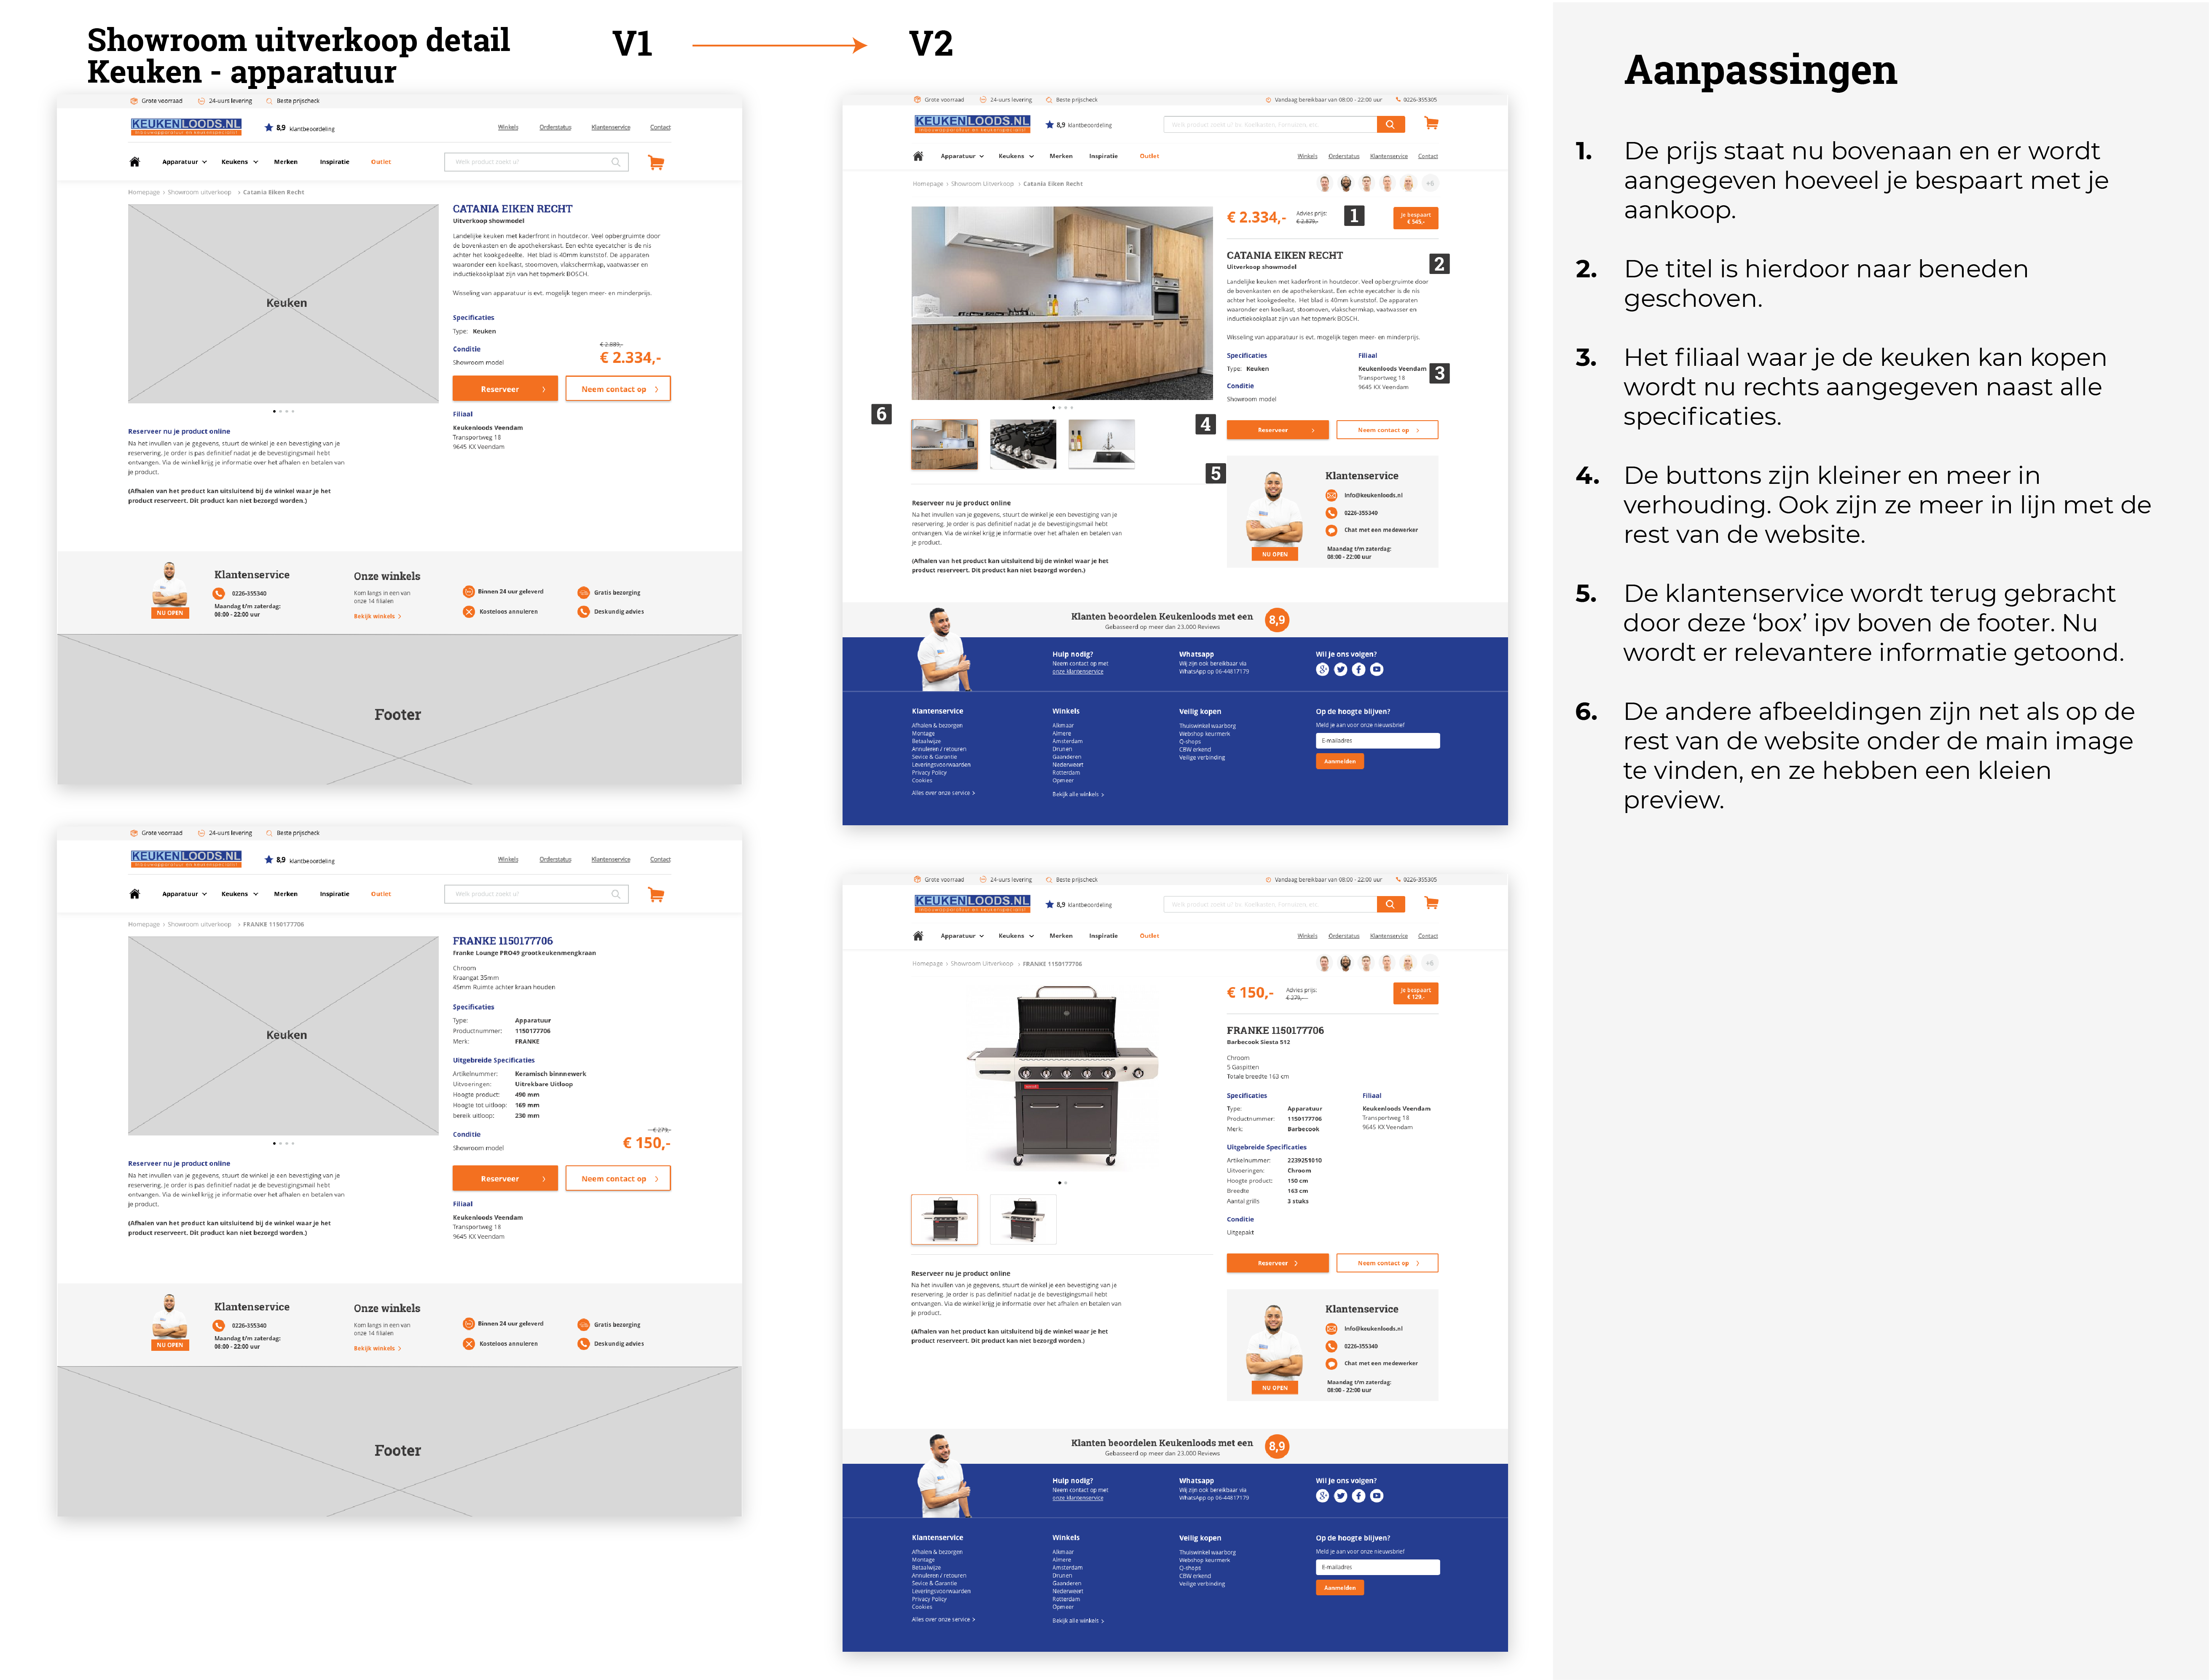 Showroom uitverkoop detail
Keuken - apparatuur
V1
V2
Grote voorraad
24-uurs levering
Beste prijscheck
KEUKENLOODS.NL
8,9 klantbeoordeling
Winkels
Orderstatus
Klantenservice
Contact
Apparatuur
Keukens
Merken
Inspiratie
Outlet
Welk product zoekt u?
Homepage > Showroom uitverkoop > Catania Eiken Recht
Keuken
CATANIA EIKEN RECHT
Uitverkoop showmodel
Landelijke keuken met kaderfront in houtdecor. Veel opbergruimte door
de bovenkasten en de apothekerskast. Een echte eyecatcher is de nis
achter het kookgedeelte. Het blad is 40mm kunststof. De apparaten
waaronder een koelkast, stoomoven, vlakschermkap, vaatwasser en
inductiekookplaat zijn van het topmerk BOSCH.
Wisseling van apparatuur is evt. mogelijk tegen meer- en minderprijs.
Specificaties
Type: Keuken
Conditie
Showroom model
€ 2.889,-
€ 2.334,-
Reserveer
Neem contact op
Filiaal
Keukenloods Veendam
Transportweg 18
9645 KX Veendam
Reserveer nu je product online
Na het invullen van je gegevens, stuurt de winkel je een bevestiging van je
reservering. Je order is pas definitief nadat je de bevestigingsmail hebt
ontvangen. Via de winkel krijg je informatie over het afhalen en betalen van
je product.
(Afhalen van het product kan uitsluitend bij de winkel waar je het
product reserveert. Dit product kan niet bezorgd worden.)
NU OPEN
Klantenservice
0226-355340
Maandag t/m zaterdag:
08:00 - 22:00 uur
Onze winkels
Kom langs in een van
onze 14 filialen
Bekijk winkels >
Binnen 24 uur geleverd
Kosteloos annuleren
Gratis bezorging
Deskundig advies
Footer
Grote voorraad
24-uurs levering
Beste prijscheck
KEUKENLOODS.NL
8,9 klantbeoordeling
Winkels
Orderstatus
Klantenservice
Contact
Apparatuur
Keukens
Merken
Inspiratie
Outlet
Welk product zoekt u?
Homepage > Showroom uitverkoop > FRANKE 1150177706
Keuken
FRANKE 1150177706
Franke Lounge PRO49 grootkeukenmengkraan
Chroom
Kraangat 35mm
45mm Ruimte achter kraan houden
Specificaties
Type: Apparatuur
Productnummer: 1150177706
Merk: FRANKE
Uitgebreide Specificaties
Artikelnummer: Keramisch binnnewerk
Uitvoeringen: Uitrekbare Uitloop
Hoogte product: 490 mm
Hoogte tot uitloop: 169 mm
bereik uitloop: 230 mm
Conditie
Showroom model
€ 279,-
€ 150,-
Reserveer
Neem contact op
Filiaal
Keukenloods Veendam
Transportweg 18
9645 KX Veendam
Reserveer nu je product online
Na het invullen van je gegevens, stuurt de winkel je een bevestiging van je
reservering. Je order is pas definitief nadat je de bevestigingsmail hebt
ontvangen. Via de winkel krijg je informatie over het afhalen en betalen van
je product.
(Afhalen van het product kan uitsluitend bij de winkel waar je het
product reserveert. Dit product kan niet bezorgd worden.)
NU OPEN
Klantenservice
0226-355340
Maandag t/m zaterdag:
08:00 - 22:00 uur
Onze winkels
Kom langs in een van
onze 14 filialen
Bekijk winkels >
Binnen 24 uur geleverd
Kosteloos annuleren
Gratis bezorging
Deskundig advies
Footer
Grote voorraad
24-uurs levering
Beste prijscheck
Vandaag bereikbaar van 08:00 - 22:00 uur
0226-355305
KEUKENLOODS.NL
8,9 klantbeoordeling
Apparatuur
Keukens
Merken
Inspiratie
Outlet
Winkels
Orderstatus
Klantenservice
Contact
Homepage > Showroom Uitverkoop > Catania Eiken Recht
+6
€ 2.334,-
Advies prijs:
€ 2.879,-
1
Je bespaart
€ 545,-
CATANIA EIKEN RECHT
2
Uitverkoop showmodel
Landelijke keuken met kaderfront in houtdecor. Veel opbergruimte door
de bovenkasten en de apothekerskast. Een echte eyecatcher is de nis
achter het kookgedeelte. Het blad is 40mm kunststof. De apparaten
waaronder een koelkast, stoomoven, vlakschermkap, vaatwasser en
inductiekookplaat zijn van het topmerk BOSCH.
Wisseling van apparatuur is evt. mogelijk tegen meer- en minderprijs.
Specificaties
Type: Keuken
Conditie
Showroom model
Filiaal
Keukenloods Veendam
Transportweg 18
9645 KX Veendam
3
6
4
Reserveer
Neem contact op
5
Klantenservice
Info@keukenloods.nl
0226-355340
Chat met een medewerker
Maandag t/m zaterdag:
08:00 - 22:00 uur
NU OPEN
Reserveer nu je product online
Na het invullen van je gegevens, stuurt de winkel je een bevestiging van je
reservering. Je order is pas definitief nadat je de bevestigingsmail hebt
ontvangen. Via de winkel krijg je informatie over het afhalen en betalen van
je product.
(Afhalen van het product kan uitsluitend bij de winkel waar je het
product reserveert. Dit product kan niet bezorgd worden.)
Klanten beoordelen Keukenloods met een 8,9
Gebasseerd op meer dan 23.000 Reviews
Hulp nodig?
Neem contact op met
onze klantenservice
Whatsapp
Wij zijn ook bereikbaar via
WhatsApp op 06-44817179
Wil je ons volgen?
Klantenservice
Afhalen & bezorgen
Montage
Betaalwijze
Annuleren / retouren
Sevice & Garantie
Leveringsvoorwaarden
Privacy Policy
Cookies
Alles over onze service >
Winkels
Alkmaar
Almere
Amsterdam
Drunen
Gaanderen
Nederweert
Rotterdam
Opmeer
Bekijk alle winkels >
Veilig kopen
Thuiswinkel waarborg
Webshop keurmerk
Q-shops
CBW erkend
Veilige verbinding
Op de hoogte blijven?
Meld je aan voor onze nieuwsbrief
E-mailadres
Aanmelden
Grote voorraad
24-uurs levering
Beste prijscheck
Vandaag bereikbaar van 08:00 - 22:00 uur
0226-355305
KEUKENLOODS.NL
8,9 klantbeoordeling
Apparatuur
Keukens
Merken
Inspiratie
Outlet
Winkels
Orderstatus
Klantenservice
Contact
Homepage > Showroom Uitverkoop > FRANKE 1150177706
+6
€ 150,-
Advies prijs:
€ 279,-
Je bespaart
€ 129,-
FRANKE 1150177706
Barbecook Siesta 512
Chroom
5 Gaspitten
Totale breedte 163 cm
Specificaties
Type: Apparatuur
Productnummer: 1150177706
Merk: Barbecook
Filiaal
Keukenloods Veendam
Transportweg 18
9645 KX Veendam
Uitgebreide Specificaties
Artikelnummer: 2239251010
Uitvoeringen: Chroom
Hoogte product: 150 cm
Breedte 163 cm
Aantal grills 3 stuks
Conditie
Uitgepakt
Reserveer
Neem contact op
Klantenservice
Info@keukenloods.nl
0226-355340
Chat met een medewerker
Maandag t/m zaterdag:
08:00 - 22:00 uur
NU OPEN
Reserveer nu je product online
Na het invullen van je gegevens, stuurt de winkel je een bevestiging van je
reservering. Je order is pas definitief nadat je de bevestigingsmail hebt
ontvangen. Via de winkel krijg je informatie over het afhalen en betalen van
je product.
(Afhalen van het product kan uitsluitend bij de winkel waar je het
product reserveert. Dit product kan niet bezorgd worden.)
Klanten beoordelen Keukenloods met een 8,9
Gebasseerd op meer dan 23.000 Reviews
Hulp nodig?
Neem contact op met
onze klantenservice
Whatsapp
Wij zijn ook bereikbaar via
WhatsApp op 06-44817179
Wil je ons volgen?
Klantenservice
Afhalen & bezorgen
Montage
Betaalwijze
Annuleren / retouren
Sevice & Garantie
Leveringsvoorwaarden
Privacy Policy
Cookies
Alles over onze service >
Winkels
Alkmaar
Almere
Amsterdam
Drunen
Gaanderen
Nederweert
Rotterdam
Opmeer
Bekijk alle winkels >
Veilig kopen
Thuiswinkel waarborg
Webshop keurmerk
Q-shops
CBW erkend
Veilige verbinding
Op de hoogte blijven?
Meld je aan voor onze nieuwsbrief
E-mailadres
Aanmelden
Aanpassingen
1. De prijs staat nu bovenaan en er wordt
aangegeven hoeveel je bespaart met je
aankoop.
2. De titel is hierdoor naar beneden
geschoven.
3. Het filiaal waar je de keuken kan kopen
wordt nu rechts aangegeven naast alle
specificaties.
4. De buttons zijn kleiner en meer in
verhouding. Ook zijn ze meer in lijn met de
rest van de website.
5. De klantenservice wordt terug gebracht
door deze ‘box’ ipv boven de footer. Nu
wordt er relevantere informatie getoond.
6. De andere afbeeldingen zijn net als op de
rest van de website onder de main image
te vinden, en ze hebben een kleien
preview.